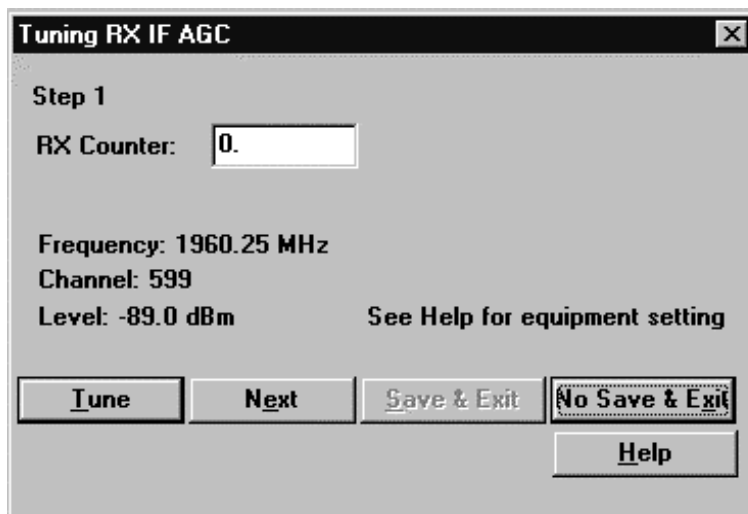 Tuning RX IF AGC
Step 1
RX Counter: 0.
Frequency: 1960.25 MHz
Channel: 599
Level: -89.0 dBm See Help for equipment setting
Tune Next Save & Exit No Save & Exit
Help